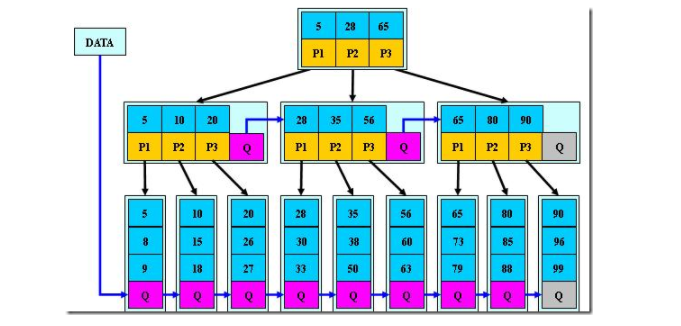 5 28 65
DATA
P1 P2 P3
5 10 20
28 35 56
65 80 90
P1 P2 P3 Q
P1 P2 P3 Q
P1 P2 P3 Q
5 10 20 28 35 56 65 80 90
8 15 26 30 38 60 73 85 96
9 18 27 33 50 63 79 88 99
Q Q Q Q Q Q Q Q Q